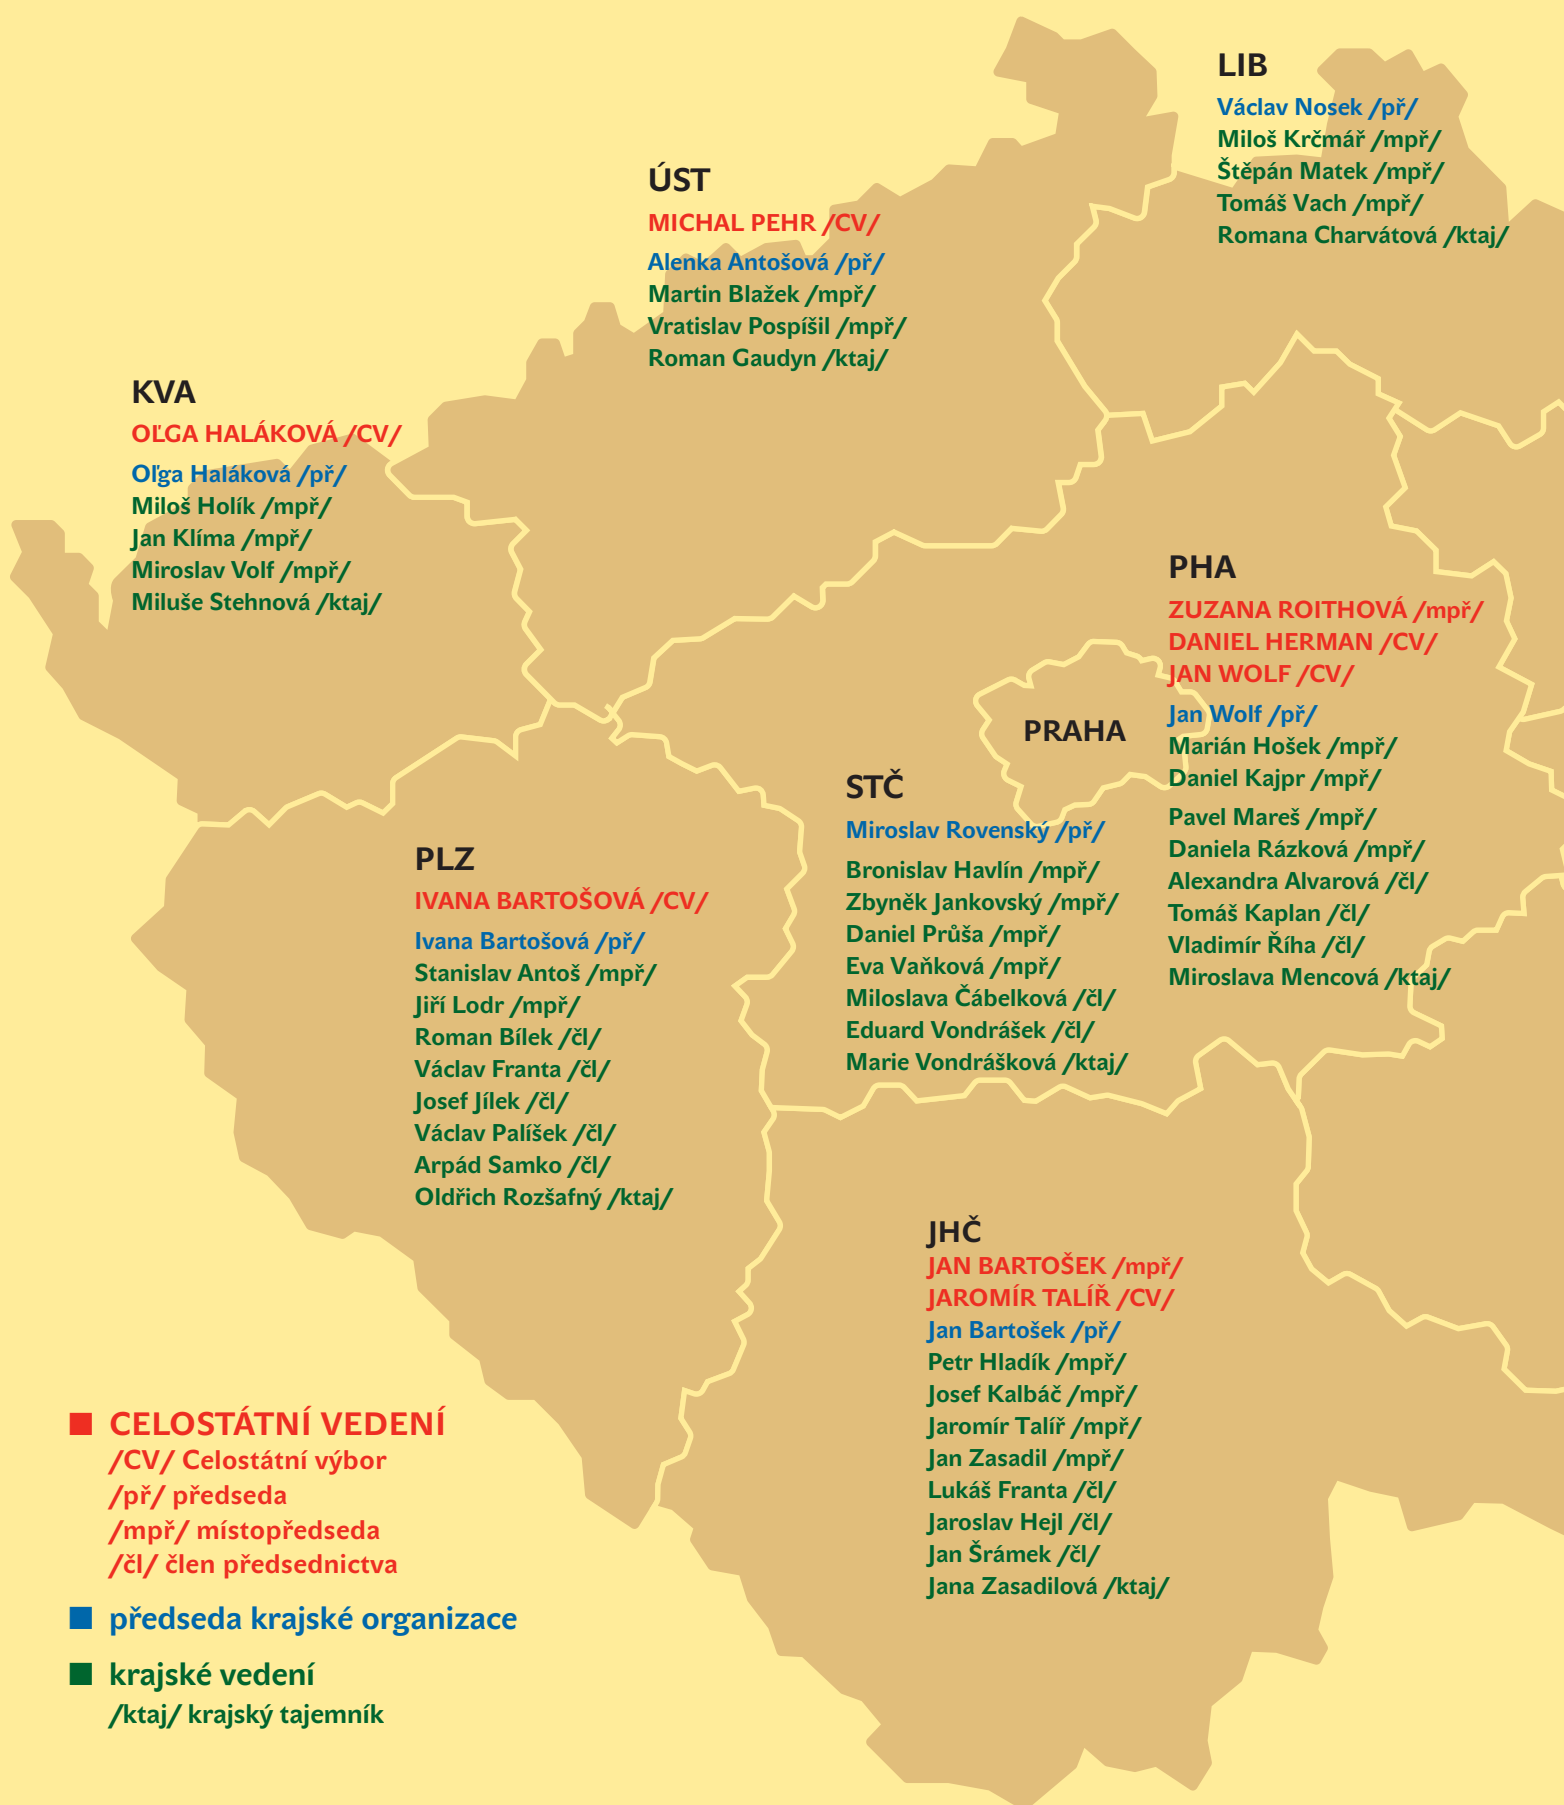 LIB
Václav Nosek /př/
Miloš Krčmář /mpř/
Štěpán Matek /mpř/
Tomáš Vach /mpř/
Romana Charvátová /ktaj/
ÚST
MICHAL PEHR /CV/
Alenka Antošová /př/
Martin Blažek /mpř/
Vratislav Pospíšil /mpř/
Roman Gaudyn /ktaj/
KVA
OĽGA HALÁKOVÁ /CV/
Oľga Haláková /př/
Miloš Holík /mpř/
Jan Klíma /mpř/
Miroslav Volf /mpř/
Miluše Stehnová /ktaj/
PHA
ZUZANA ROITHOVÁ /mpř/
DANIEL HERMAN /CV/
JAN WOLF /CV/
Jan Wolf /př/
Marián Hošek /mpř/
Daniel Kajpr /mpř/
Pavel Mareš /mpř/
Daniela Rázková /mpř/
Alexandra Alvarová /čl/
Tomáš Kaplan /čl/
Vladimír Říha /čl/
Miroslava Mencová /ktaj/
PRAHA
STČ
Miroslav Rovenský /př/
Bronislav Havlín /mpř/
Zbyněk Jankovský /mpř/
Daniel Průša /mpř/
Eva Vaňková /mpř/
Miloslava Čábelková /čl/
Eduard Vondrášek /čl/
Marie Vondrášková /ktaj/
PLZ
IVANA BARTOŠOVÁ /CV/
Ivana Bartošová /př/
Stanislav Antoš /mpř/
Jiří Lodr /mpř/
Roman Bílek /čl/
Václav Franta /čl/
Josef Jílek /čl/
Václav Palíšek /čl/
Arpád Samko /čl/
Oldřich Rozšafný /ktaj/
JHČ
JAN BARTOŠEK /mpř/
JAROMÍR TALÍŘ /CV/
Jan Bartošek /př/
Petr Hladík /mpř/
Josef Kalbáč /mpř/
Jaromír Talíř /mpř/
Jan Zasadil /mpř/
Lukáš Franta /čl/
Jaroslav Hejl /čl/
Jan Šrámek /čl/
Jana Zasadilová /ktaj/
CELOSTÁTNÍ VEDENÍ
/CV/ Celostátní výbor
/př/ předseda
/mpř/ místopředseda
/čl/ člen předsednictva
předseda krajské organizace
krajské vedení
/ktaj/ krajský tajemník